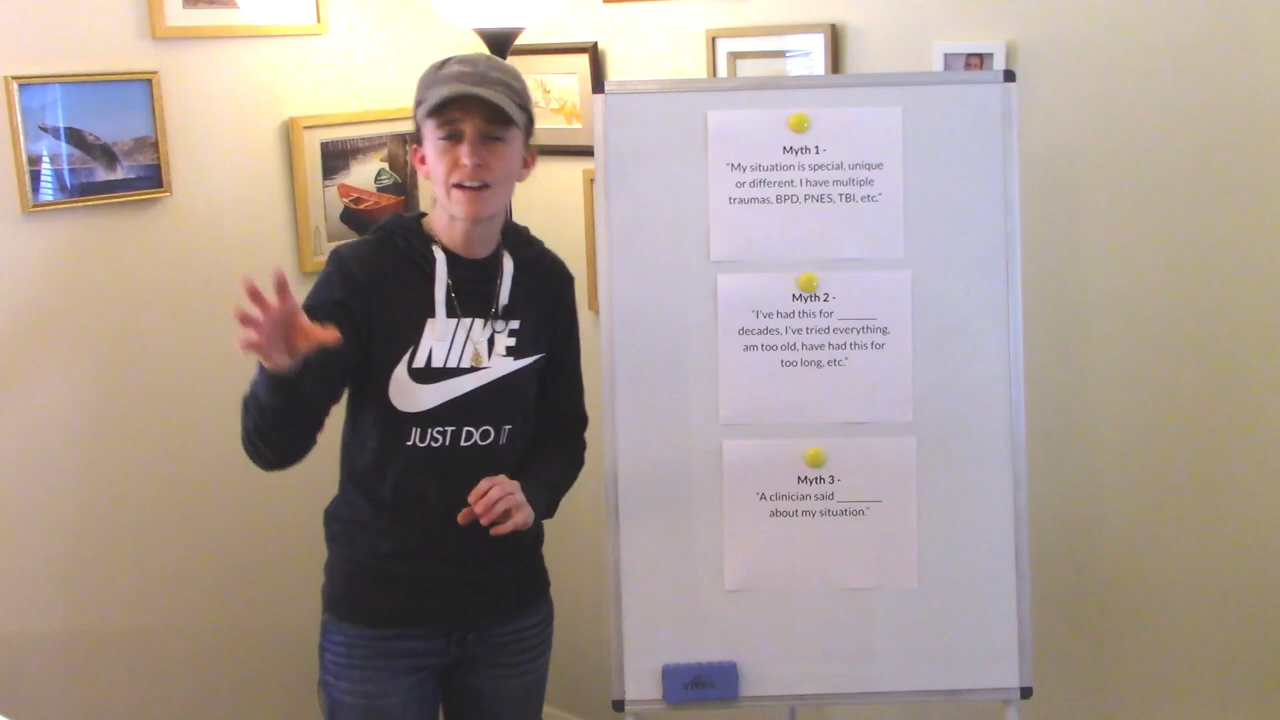 NIKE
JUST DO IT
Myth 1 -
"My situation is special, unique
or different. I have multiple
traumas, BPD, PNES, TBI, etc."
Myth 2 -
"I've had this for ______
decades, I've tried everything,
am too old, have had this for
too long, etc."
Myth 3 -
"A clinician said _______
about my situation."